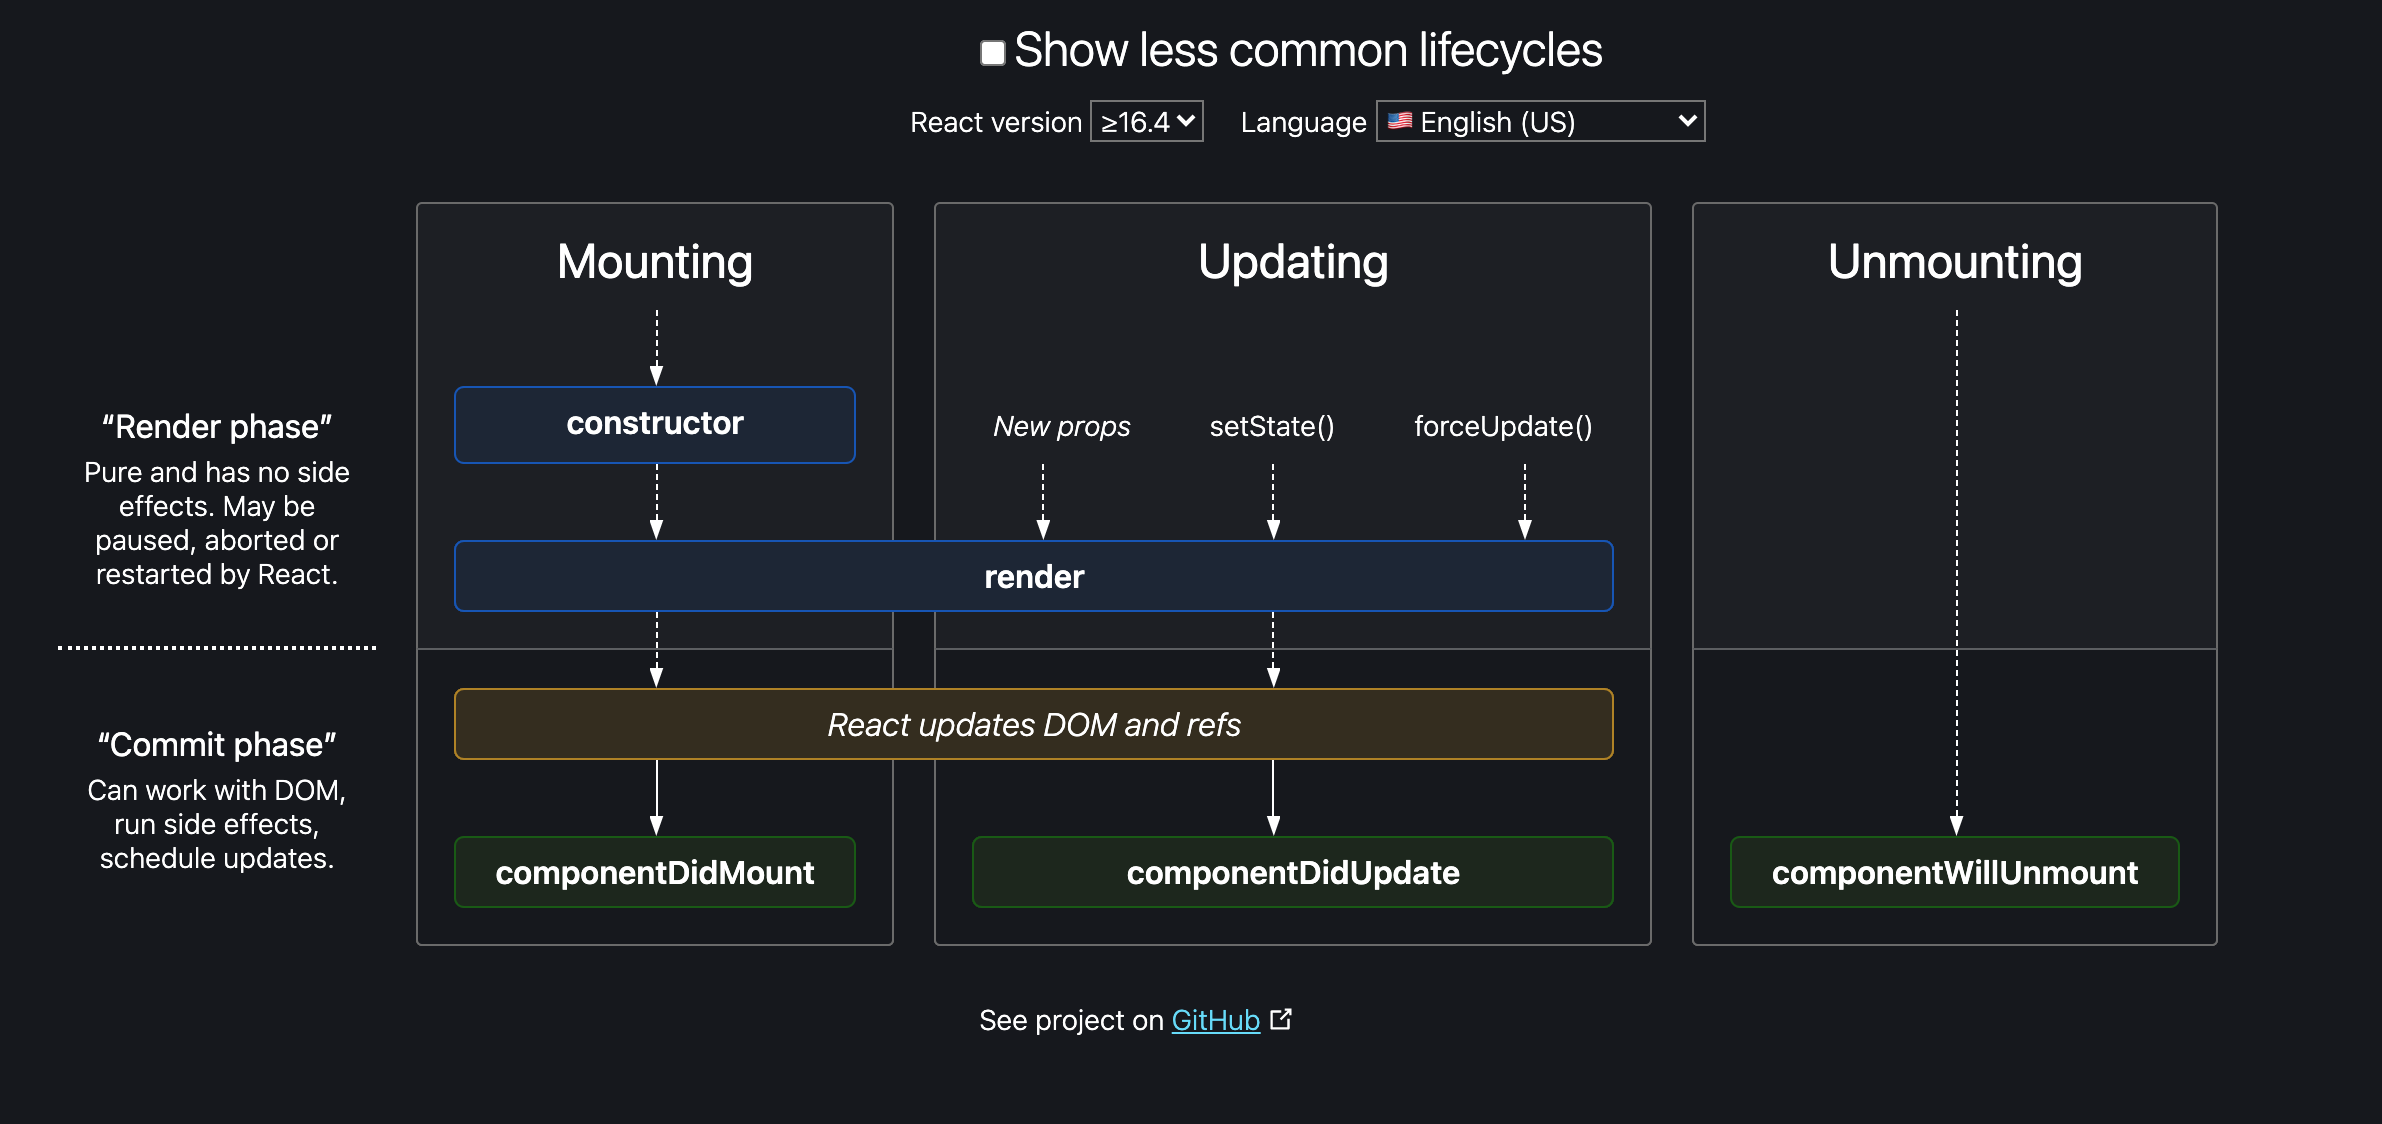 Show less common lifecycles
React version ≥16.4 Language 🇺🇸 English (US)
Mounting
Updating
Unmounting
“Render phase”
Pure and has no side
effects. May be
paused, aborted or
restarted by React.
constructor
New props
setState()
forceUpdate()
render
“Commit phase”
Can work with DOM,
run side effects,
schedule updates.
React updates DOM and refs
componentDidMount
componentDidUpdate
componentWillUnmount
See project on GitHub